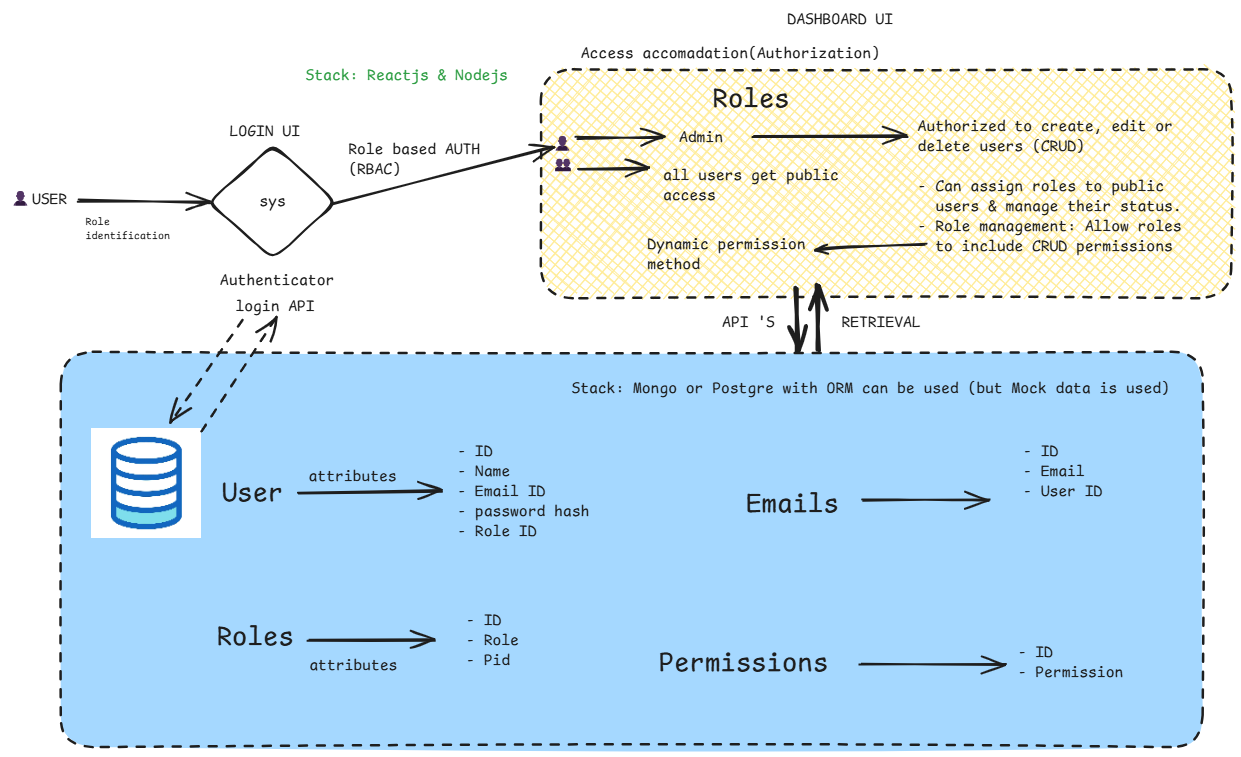 DASHBOARD UI
Access accomadation(Authorization)
Stack: Reactjs & Nodejs
Roles
LOGIN UI
Role based AUTH
(RBAC)
Admin
Authorized to create, edit or
delete users (CRUD)
all users get public
access
- Can assign roles to public
users & manage their status.
- Role management: Allow roles
to include CRUD permissions
USER
sys
Role
identification
Dynamic permission
method
Authenticator
login API
API 'S
RETRIEVAL
Stack: Mongo or Postgre with ORM can be used (but Mock data is used)
User
attributes
- ID
- Name
- Email ID
- password hash
- Role ID
Emails
- ID
- Email
- User ID
Roles
attributes
- ID
- Role
- Pid
Permissions
- ID
- Permission